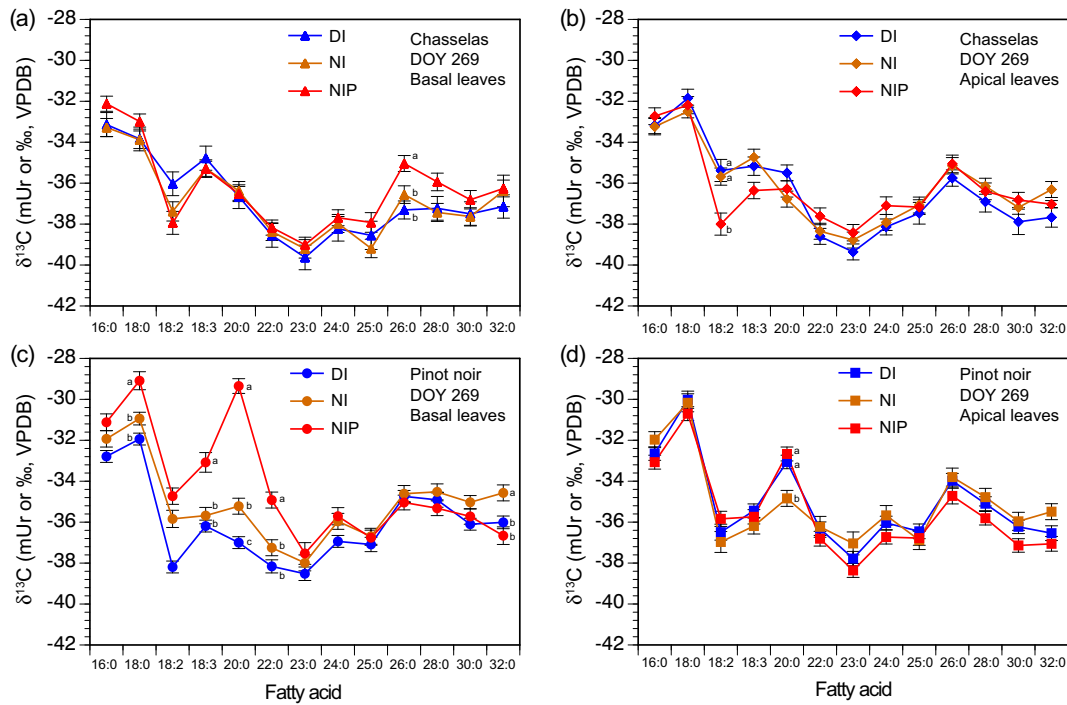 (a)
-28
-30
-32
-34
-36
-38
-40
-42
δ¹³C (mUr or ‰, VPDB)
DI
NI
NIP
Chasselas
DOY 269
Basal leaves
a
b
b
16:0 18:0 18:2 18:3 20:0 22:0 23:0 24:0 25:0 26:0 28:0 30:0 32:0
(b)
-28
-30
-32
-34
-36
-38
-40
-42
δ¹³C (mUr or ‰, VPDB)
DI
NI
NIP
Chasselas
DOY 269
Apical leaves
a
a
b
16:0 18:0 18:2 18:3 20:0 22:0 23:0 24:0 25:0 26:0 28:0 30:0 32:0
(c)
-28
-30
-32
-34
-36
-38
-40
-42
δ¹³C (mUr or ‰, VPDB)
DI
NI
NIP
Pinot noir
DOY 269
Basal leaves
a
b
b
a
b
b
a
b
c
a
b
b
a
b
b
16:0 18:0 18:2 18:3 20:0 22:0 23:0 24:0 25:0 26:0 28:0 30:0 32:0
Fatty acid
(d)
-28
-30
-32
-34
-36
-38
-40
-42
δ¹³C (mUr or ‰, VPDB)
DI
NI
NIP
Pinot noir
DOY 269
Apical leaves
a
a
b
16:0 18:0 18:2 18:3 20:0 22:0 23:0 24:0 25:0 26:0 28:0 30:0 32:0
Fatty acid